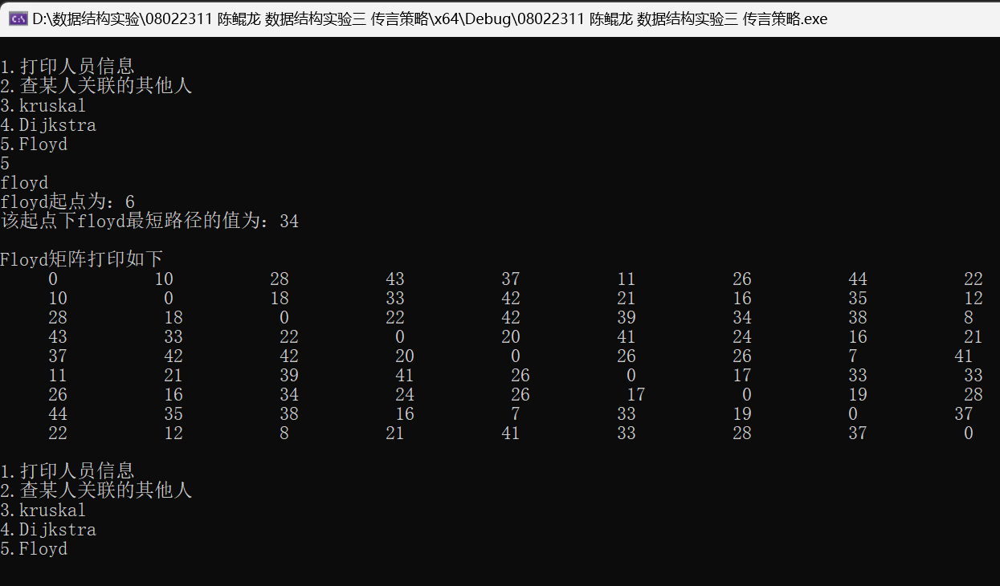 D:\数据结构实验\08022311 陈鲲龙 数据结构实验三 传言策略\x64\Debug\08022311 陈鲲龙 数据结构实验三 传言策略.exe
1.打印人员信息
2.查某人关联的其他人
3.kruskal
4.Dijkstra
5.Floyd
5
floyd
floyd起点为：6
该起点下floyd最短路径的值为：34
Floyd矩阵打印如下
0 10 28 43 37 11 26 44 22
10 0 18 33 42 21 16 35 12
28 18 0 22 42 39 34 38 8
43 33 22 0 20 41 24 16 21
37 42 42 20 0 26 26 7 41
11 21 39 41 26 0 17 33 33
26 16 34 24 26 17 0 19 28
44 35 38 16 7 33 19 0 37
22 12 8 21 41 33 28 37 0
1.打印人员信息
2.查某人关联的其他人
3.kruskal
4.Dijkstra
5.Floyd